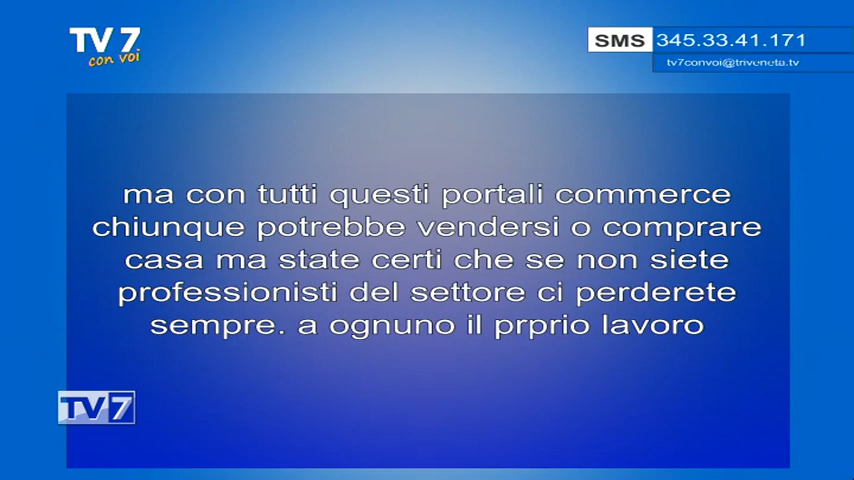 TV 7
con voi
SMS 345.33.41.171
tv7convoi@triveneta.tv
ma con tutti questi portali commerce
chiunque potrebbe vendersi o comprare
casa ma state certi che se non siete
professionisti del settore ci perderete
sempre. a ognuno il prprio lavoro
TV7